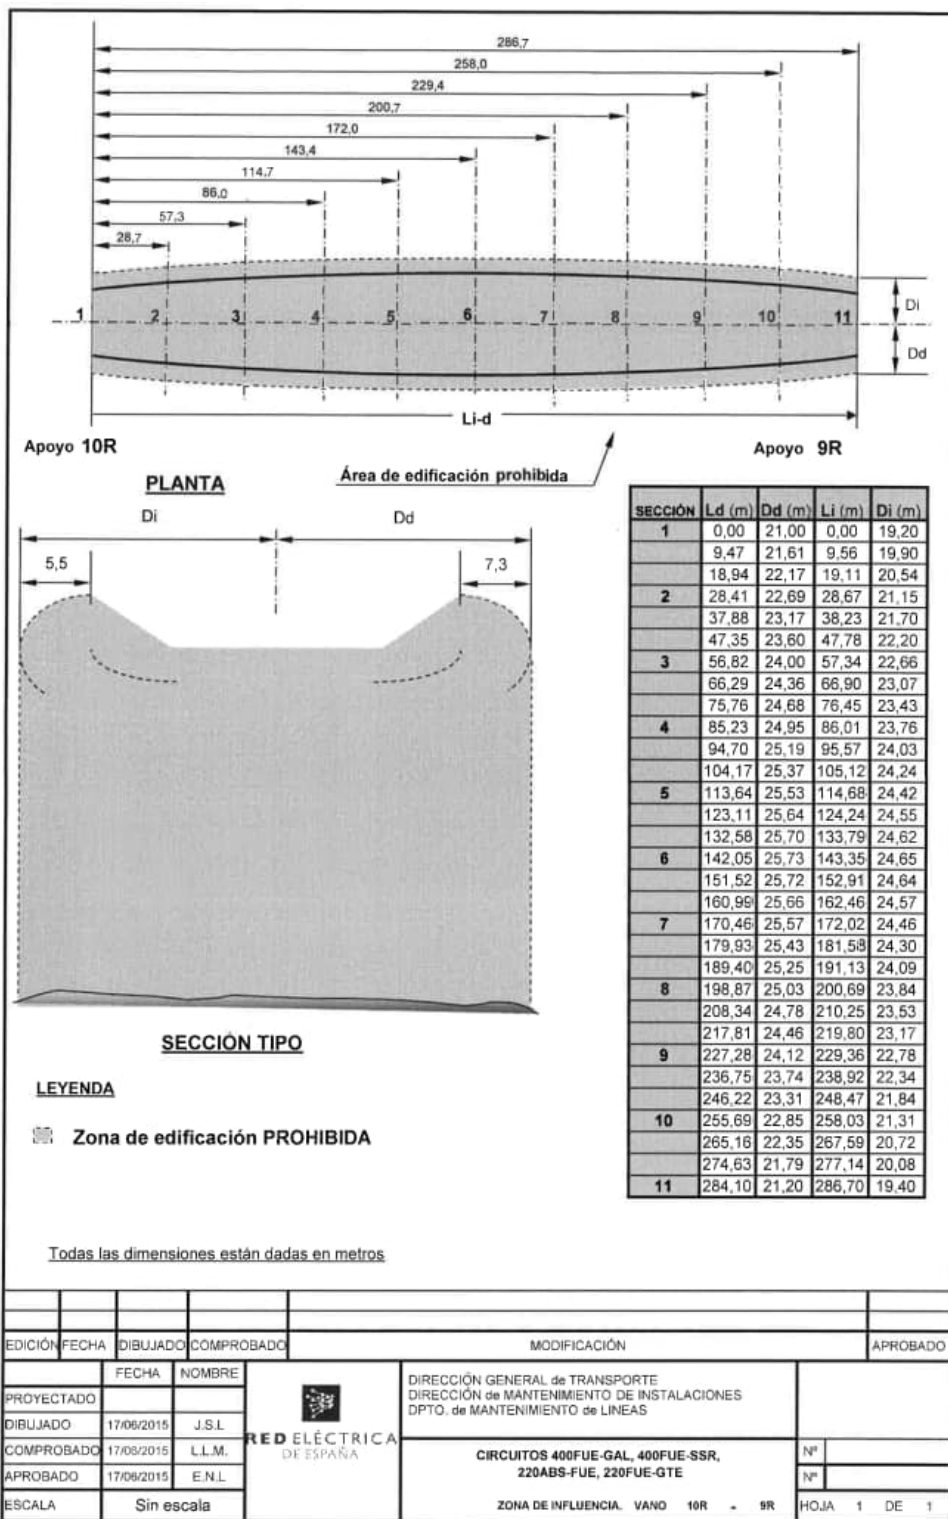 286,7
258,0
229,4
200,7
172,0
143,4
114,7
86,0
57,3
28,7
1 2 3 4 5 6 7 8 9 10 11
Di
Dd
Li-d
Apoyo 10R
Apoyo 9R
Área de edificación prohibida
PLANTA
Di Dd
5,5 7,3
SECCIÓN TIPO
LEYENDA
Zona de edificación PROHIBIDA
SECCIÓN Ld (m) Dd (m) Li (m) Di (m)
1 0,00 21,00 0,00 19,20
9,47 21,61 9,56 19,90
18,94 22,17 19,11 20,54
2 28,41 22,69 28,67 21,15
37,88 23,17 38,23 21,70
47,35 23,60 47,78 22,20
3 56,82 24,00 57,34 22,66
66,29 24,36 66,90 23,07
75,76 24,68 76,45 23,43
4 85,23 24,95 86,01 23,76
94,70 25,19 95,57 24,03
104,17 25,37 105,12 24,24
5 113,64 25,53 114,68 24,42
123,11 25,64 124,24 24,55
132,58 25,70 133,79 24,62
6 142,05 25,73 143,35 24,65
151,52 25,72 152,91 24,64
160,99 25,66 162,46 24,57
7 170,46 25,57 172,02 24,46
179,93 25,43 181,58 24,30
189,40 25,25 191,13 24,09
8 198,87 25,03 200,69 23,84
208,34 24,78 210,25 23,53
217,81 24,46 219,80 23,17
9 227,28 24,12 229,36 22,78
236,75 23,74 238,92 22,34
246,22 23,31 248,47 21,84
10 255,69 22,85 258,03 21,31
265,16 22,35 267,59 20,72
274,63 21,79 277,14 20,08
11 284,10 21,20 286,70 19,40
Todas las dimensiones están dadas en metros
EDICIÓN FECHA DIBUJADO COMPROBADO MODIFICACIÓN APROBADO
FECHA NOMBRE
PROYECTADO
DIBUJADO 17/06/2015 J.S.L
COMPROBADO 17/06/2015 L.L.M.
APROBADO 17/06/2015 E.N.L
ESCALA Sin escala
RED ELÉCTRICA
DE ESPAÑA
DIRECCIÓN GENERAL de TRANSPORTE
DIRECCIÓN de MANTENIMIENTO DE INSTALACIONES
DPTO. de MANTENIMIENTO de LINEAS
CIRCUITOS 400FUE-GAL, 400FUE-SSR,
220ABS-FUE, 220FUE-GTE
ZONA DE INFLUENCIA. VANO 10R - 9R
Nº
Nº
HOJA 1 DE 1